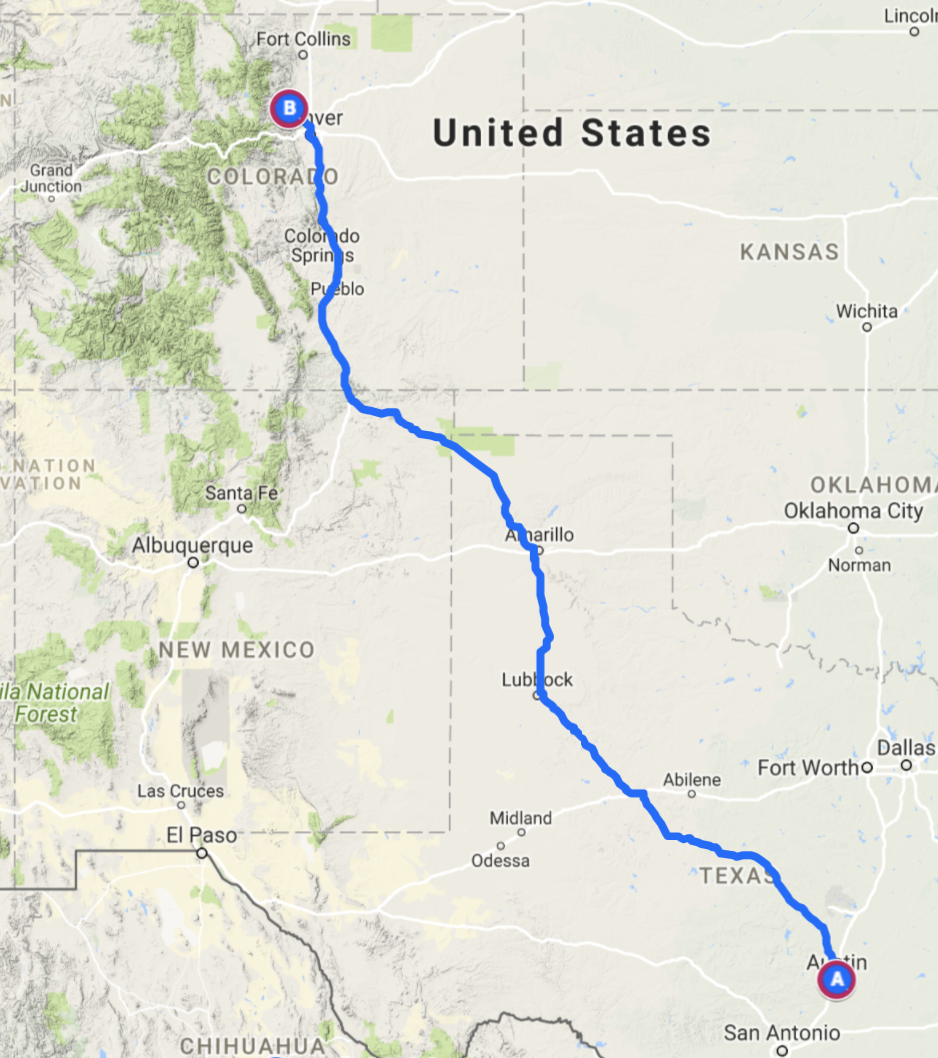 Lincoln
Fort Collins
B
nver
United States
Grand
Junction
COLORADO
Colorado
Springs
KANSAS
Pueblo
Wichita
NATION
VATION
Santa Fe
OKLAHOMA
Oklahoma City
Amarillo
Albuquerque
Norman
NEW MEXICO
Lubbock
ila National
Forest
Dallas
Fort Worth
Abilene
Las Cruces
Midland
El Paso
Odessa
TEXAS
Austin
A
San Antonio
CHIHUAHUA